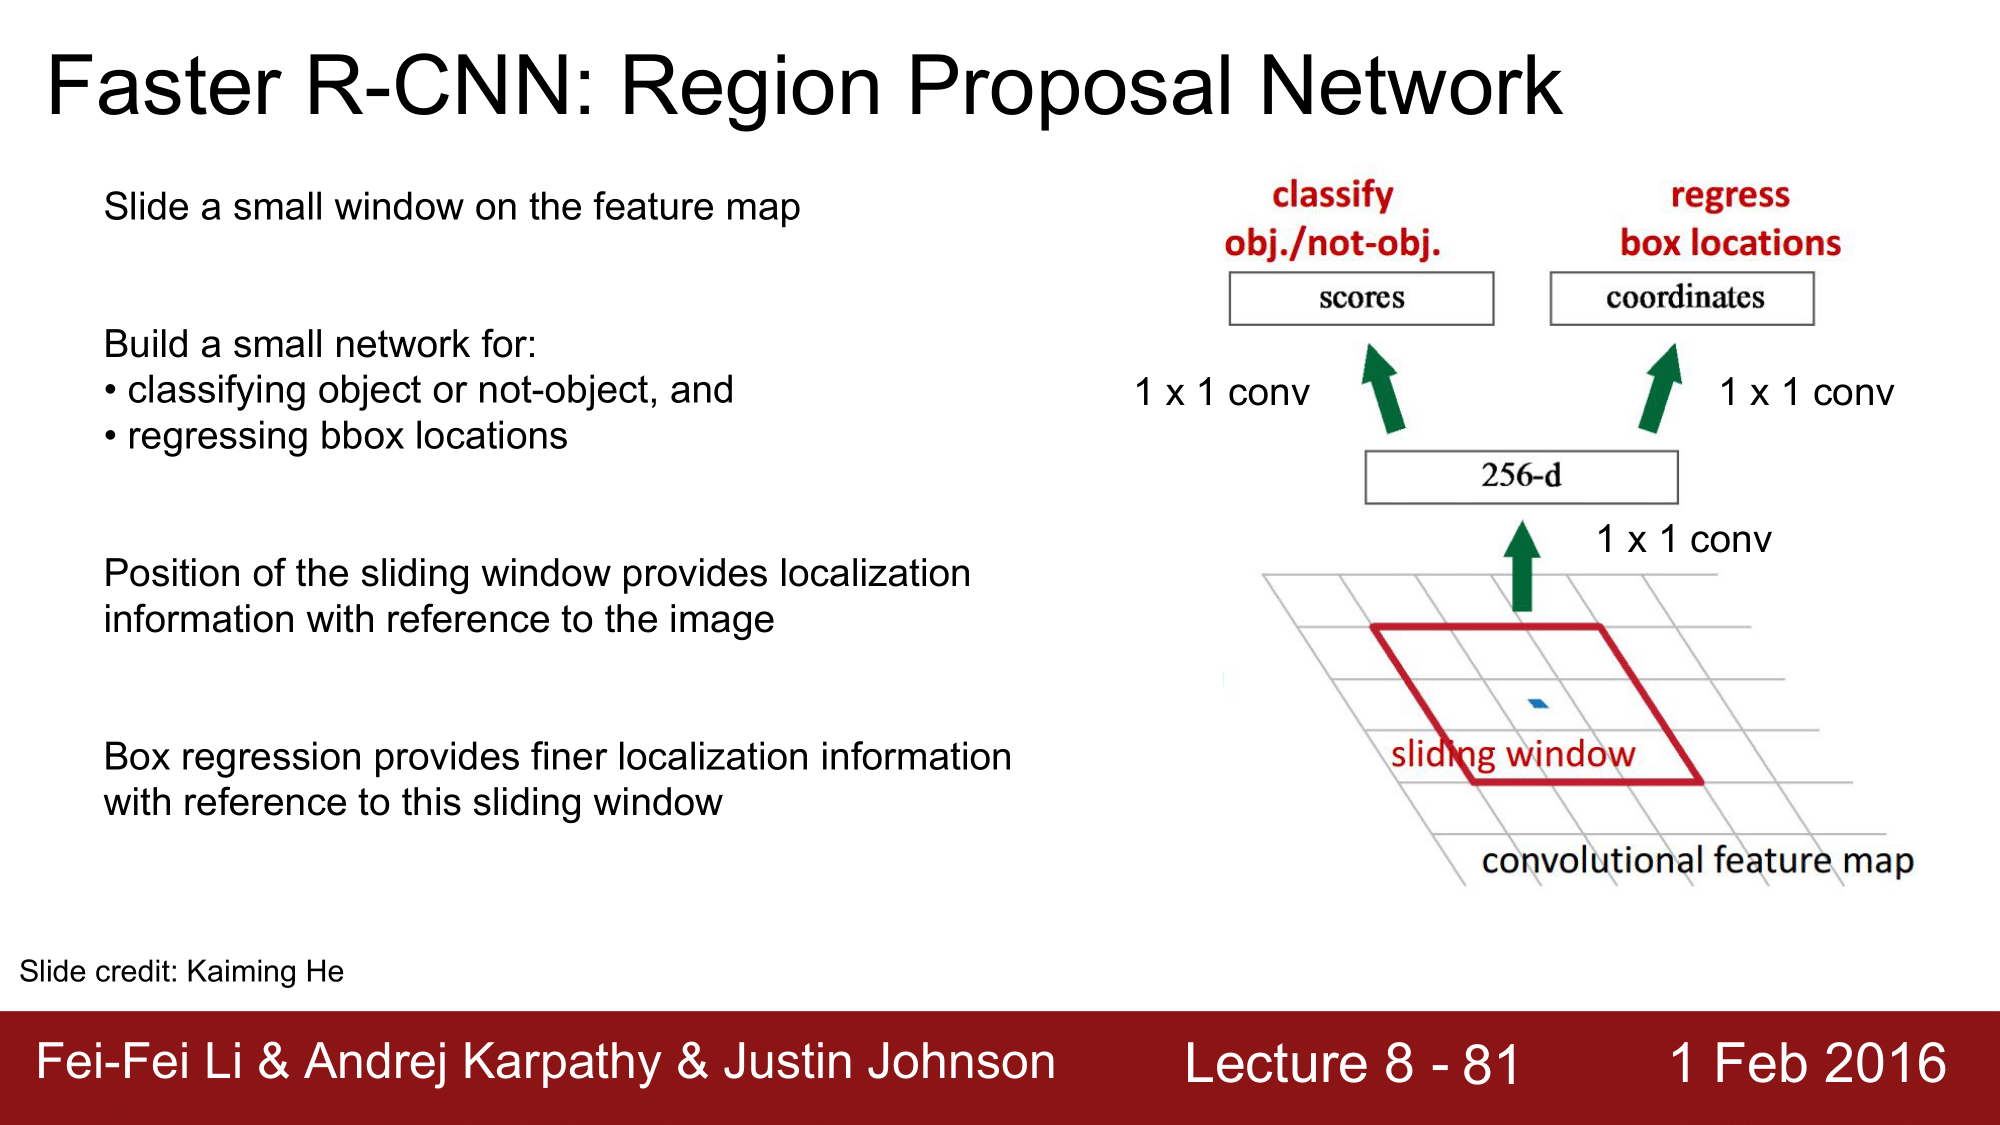 Faster R-CNN: Region Proposal Network
Slide a small window on the feature map
Build a small network for:
• classifying object or not-object, and
• regressing bbox locations
Position of the sliding window provides localization
information with reference to the image
Box regression provides finer localization information
with reference to this sliding window
classify
obj./not-obj.
regress
box locations
scores
coordinates
1 x 1 conv
1 x 1 conv
256-d
1 x 1 conv
sliding window
convolutional feature map
Slide credit: Kaiming He
Fei-Fei Li & Andrej Karpathy & Justin Johnson
Lecture 8 - 81
1 Feb 2016